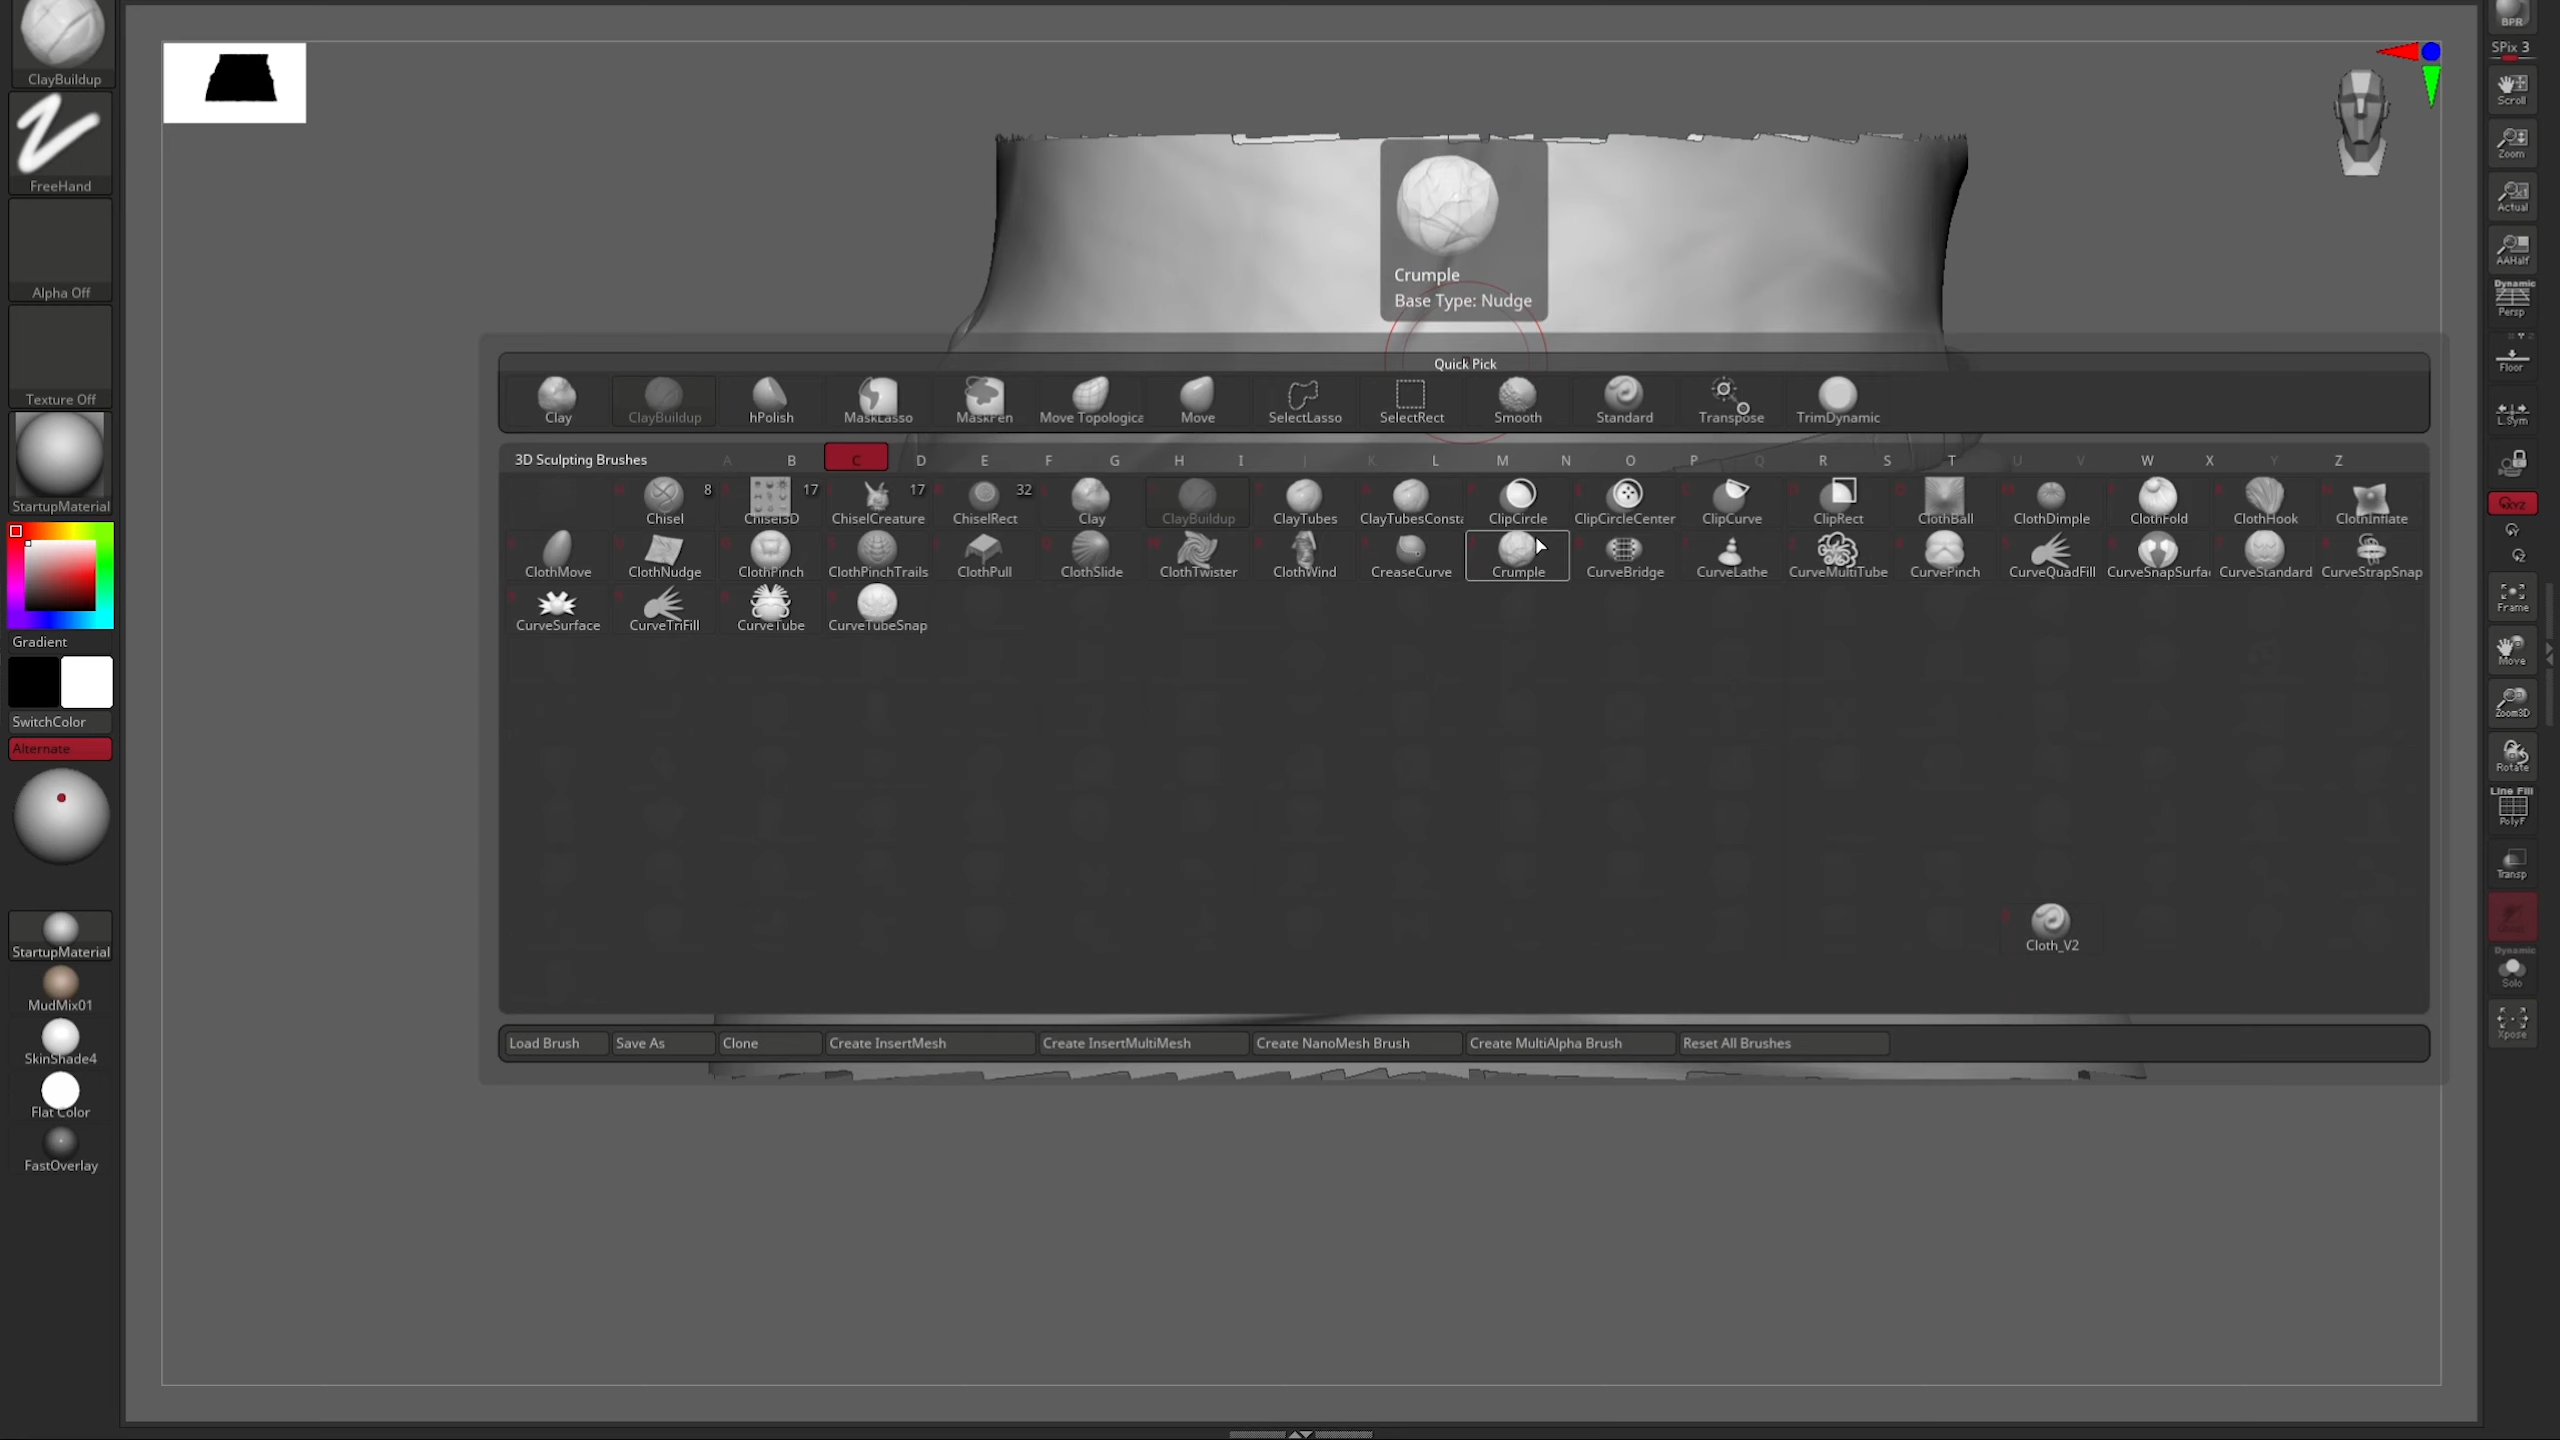 ClayBuildup
FreeHand
Alpha Off
Texture Off
StartupMaterial
Gradient
SwitchColor
Alternate
StartupMaterial
MudMix01
SkinShade4
Flat Color
FastOverlay
Crumple
Base Type: Nudge
Quick Pick
Clay ClayBuildup hPolish MaskLasso MaskPen Move Topologica Move SelectLasso SelectRect Smooth Standard Transpose TrimDynamic
3D Sculpting Brushes A B C D E F G H I J K L M N O P Q R S T U V W X Y Z
8 17 17 32
Chisel Chisel3D ChiselCreature ChiselRect Clay ClayBuildup ClayTubes ClayTubesConsta ClipCircle ClipCircleCenter ClipCurve ClipRect ClothBall ClothDimple ClothFold ClothHook ClothInflate
ClothMove ClothNudge ClothPinch ClothPinchTrails ClothPull ClothSlide ClothTwister ClothWind CreaseCurve Crumple CurveBridge CurveLathe CurveMultiTube CurvePinch CurveQuadFill CurveSnapSurfa CurveStandard CurveStrapSnap
CurveSurface CurveTriFill CurveTube CurveTubeSnap
Cloth_V2
Load Brush Save As Clone Create InsertMesh Create InsertMultiMesh Create NanoMesh Brush Create MultiAlpha Brush Reset All Brushes
BPR
SPix 3
Scroll
Zoom
Actual
AAHalf
Dynamic
Persp
Floor
L.Sym
XYZ
Frame
Move
Zoom3D
Rotate
Line Fill
PolyF
Transp
Dynamic
Solo
Xpose